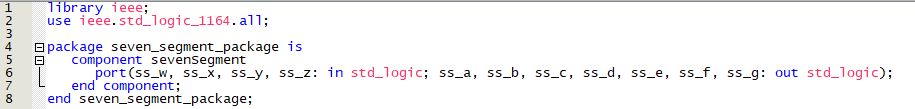 1 library ieee;
2 use ieee.std_logic_1164.all;
3
4 package seven_segment_package is
5 component sevenSegment
6 port(ss_w, ss_x, ss_y, ss_z: in std_logic; ss_a, ss_b, ss_c, ss_d, ss_e, ss_f, ss_g: out std_logic);
7 end component;
8 end seven_segment_package;